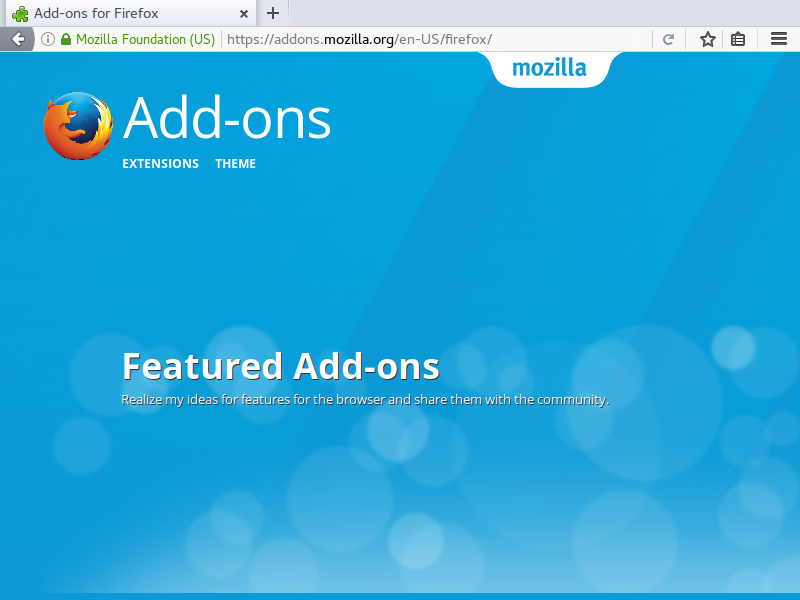 Add-ons for Firefox
Mozilla Foundation (US) https://addons.mozilla.org/en-US/firefox/
mozilla
Add-ons
EXTENSIONS THEME
Featured Add-ons
Realize my ideas for features for the browser and share them with the community.